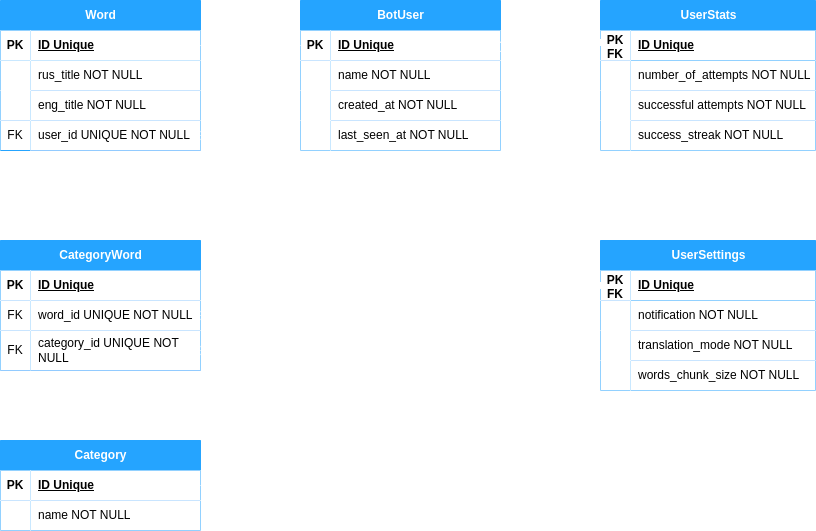 Word
PK ID Unique
rus_title NOT NULL
eng_title NOT NULL
FK user_id UNIQUE NOT NULL
BotUser
PK ID Unique
name NOT NULL
created_at NOT NULL
last_seen_at NOT NULL
UserStats
PK
FK
ID Unique
number_of_attempts NOT NULL
successful attempts NOT NULL
success_streak NOT NULL
CategoryWord
PK ID Unique
FK word_id UNIQUE NOT NULL
FK category_id UNIQUE NOT
NULL
UserSettings
PK
FK
ID Unique
notification NOT NULL
translation_mode NOT NULL
words_chunk_size NOT NULL
Category
PK ID Unique
name NOT NULL